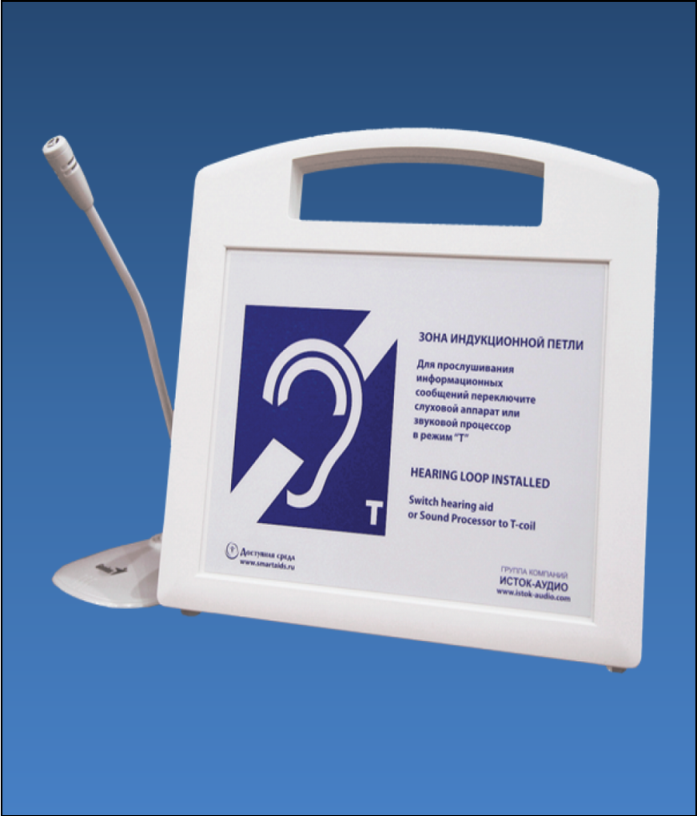 ЗОНА ИНДУКЦИОННОЙ ПЕТЛИ
Для прослушивания
информационных
сообщений переключите
слуховой аппарат или
звуковой процессор
в режим "Т"
HEARING LOOP INSTALLED
Switch hearing aid
or Sound Processor to T-coil
T
Доступная среда
www.smartaids.ru
ГРУППА КОМПАНИЙ
ИСТОК-АУДИО
www.istok-audio.com